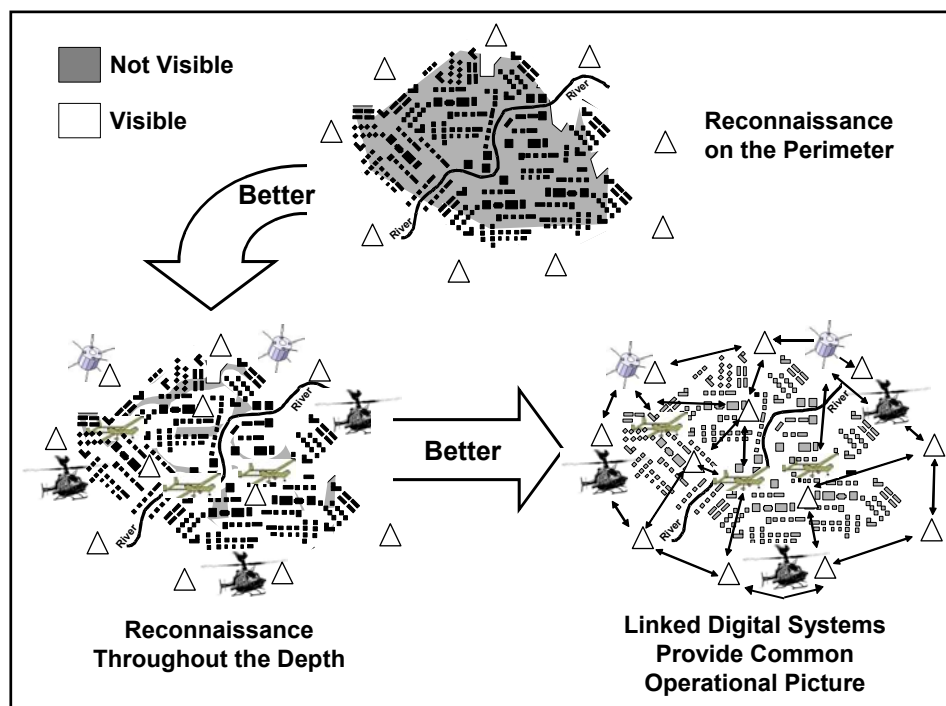 Not Visible
Visible
River
Reconnaissance
on the Perimeter
River
Better
River
River
Better
River
River
Reconnaissance
Throughout the Depth
Linked Digital Systems
Provide Common
Operational Picture